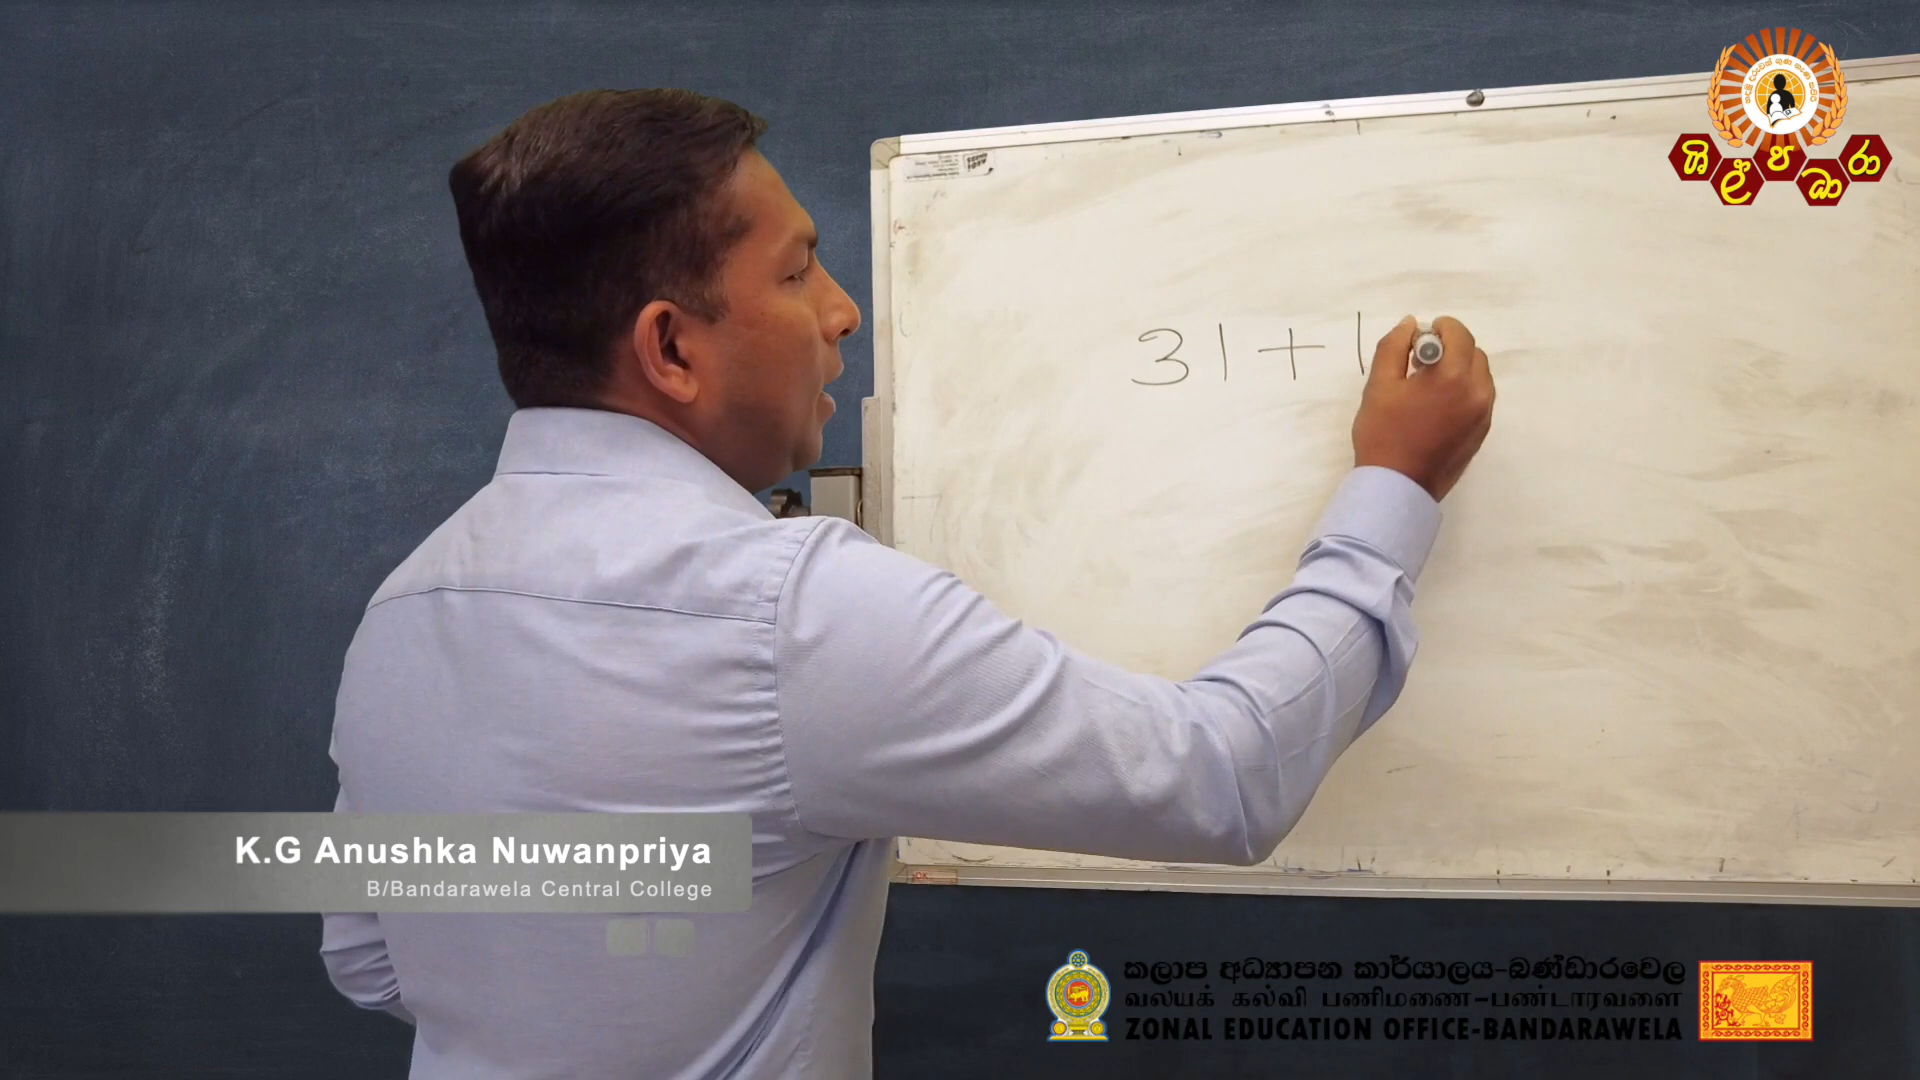 ශිල්ප ධාරා
31+1
K.G Anushka Nuwanpriya
B/Bandarawela Central College
කලාප අධ්‍යාපන කාර්යාලය-බණ්ඩාරවෙල
வலயக் கல்வி பணிமணை-பண்டாரவளை
ZONAL EDUCATION OFFICE-BANDARAWELA